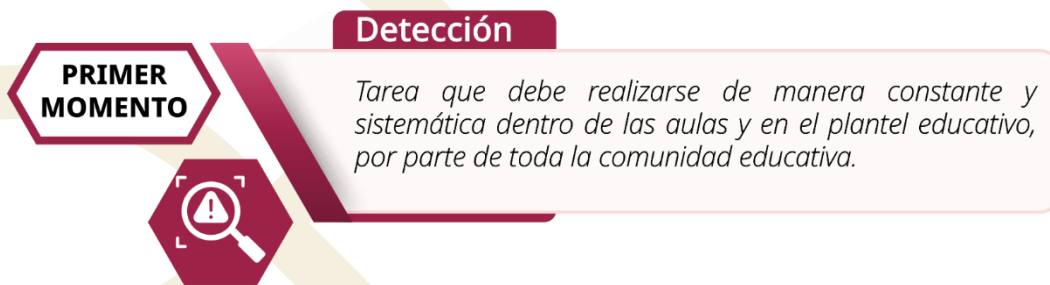 Detección
PRIMER
MOMENTO
Tarea que debe realizarse de manera constante y
sistemática dentro de las aulas y en el plantel educativo,
por parte de toda la comunidad educativa.